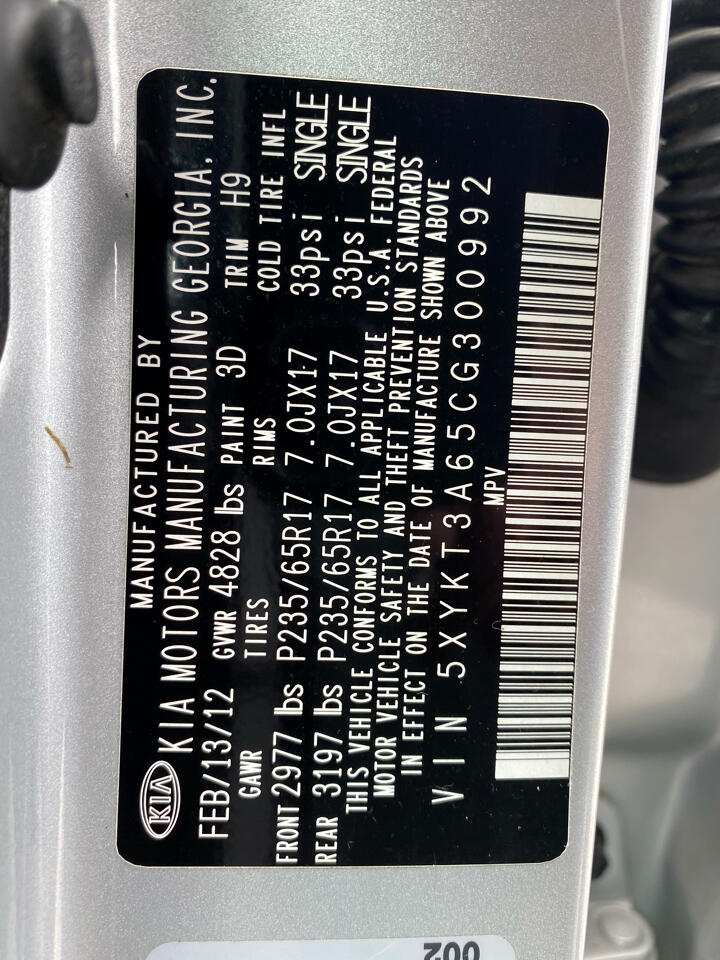 KIA
MANUFACTURED BY
KIA MOTORS MANUFACTURING GEORGIA, INC.
FEB/13/12 GVWR 4828 lbs PAINT 3D TRIM H9
GAWR TIRES RIMS COLD TIRE INFL
FRONT 2977 lbs P235/65R17 7.0JX17 33psi SINGLE
REAR 3197 lbs P235/65R17 7.0JX17 33psi SINGLE
THIS VEHICLE CONFORMS TO ALL APPLICABLE U.S.A. FEDERAL
MOTOR VEHICLE SAFETY AND THEFT PREVENTION STANDARDS
IN EFFECT ON THE DATE OF MANUFACTURE SHOWN ABOVE
VIN 5XYKT3A65CG300992
MPV